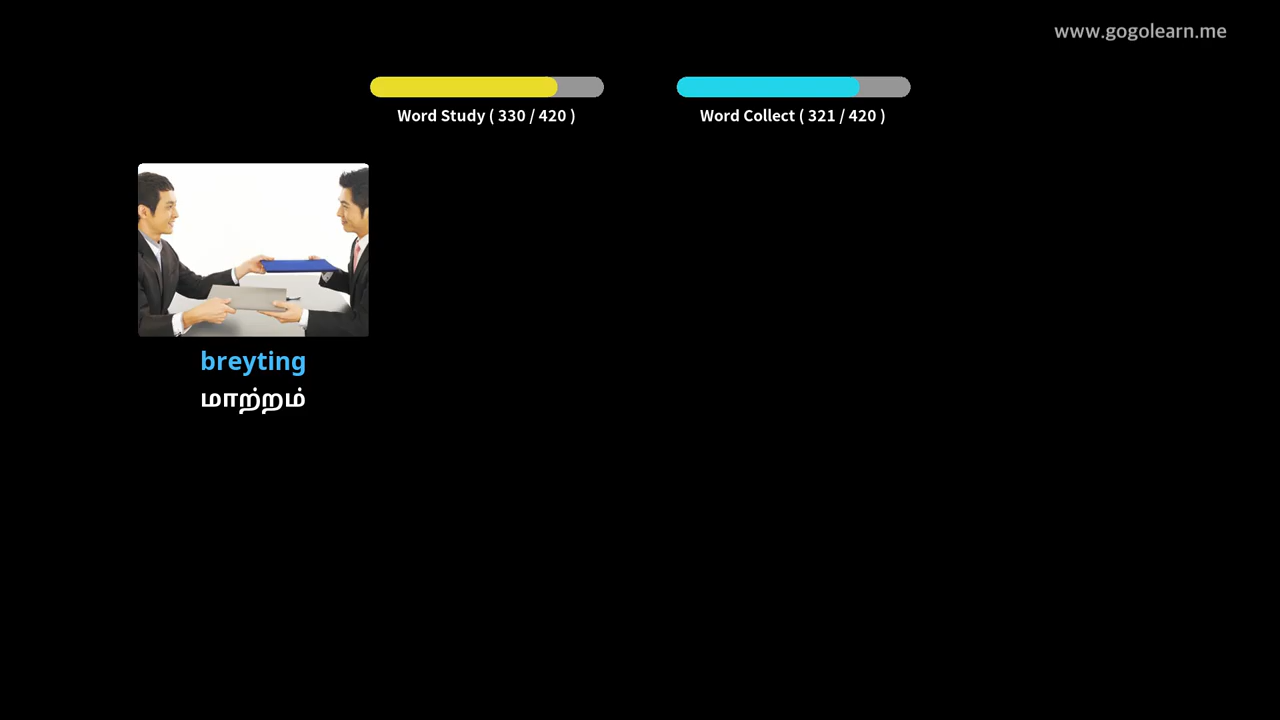 www.gogolearn.me
Word Study ( 330 / 420 )
Word Collect ( 321 / 420 )
breyting
மாற்றம்